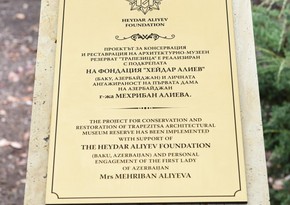 HEYDAR ALIYEV
FOUNDATION
ПРОЕКТЪТ ЗА КОНСЕРВАЦИЯ
И РЕСТАВРАЦИЯ НА АРХИТЕКТУРНО-МУЗЕЕН
РЕЗЕРВАТ "ТРАПЕЗИЦА" Е РЕАЛИЗИРАН
С ПОДКРЕПАТА
НА ФОНДАЦИЯ "ХЕЙДАР АЛИЕВ"
(БАКУ, АЗЕРБАЙДЖАН) И ЛИЧНАТА
АНГАЖИРАНОСТ НА ПЪРВАТА ДАМА
НА АЗЕРБАЙДЖАН
г-жа МЕХРИБАН АЛИЕВА.
THE PROJECT FOR CONSERVATION AND
RESTORATION OF TRAPEZITSA ARCHITECTURAL
MUSEUM RESERVE HAS BEEN IMPLEMENTED
WITH SUPPORT OF
THE HEYDAR ALIYEV FOUNDATION
(BAKU, AZERBAIJAN) AND PERSONAL
ENGAGEMENT OF THE FIRST LADY
OF AZERBAIJAN
Mrs MEHRIBAN ALIYEVA